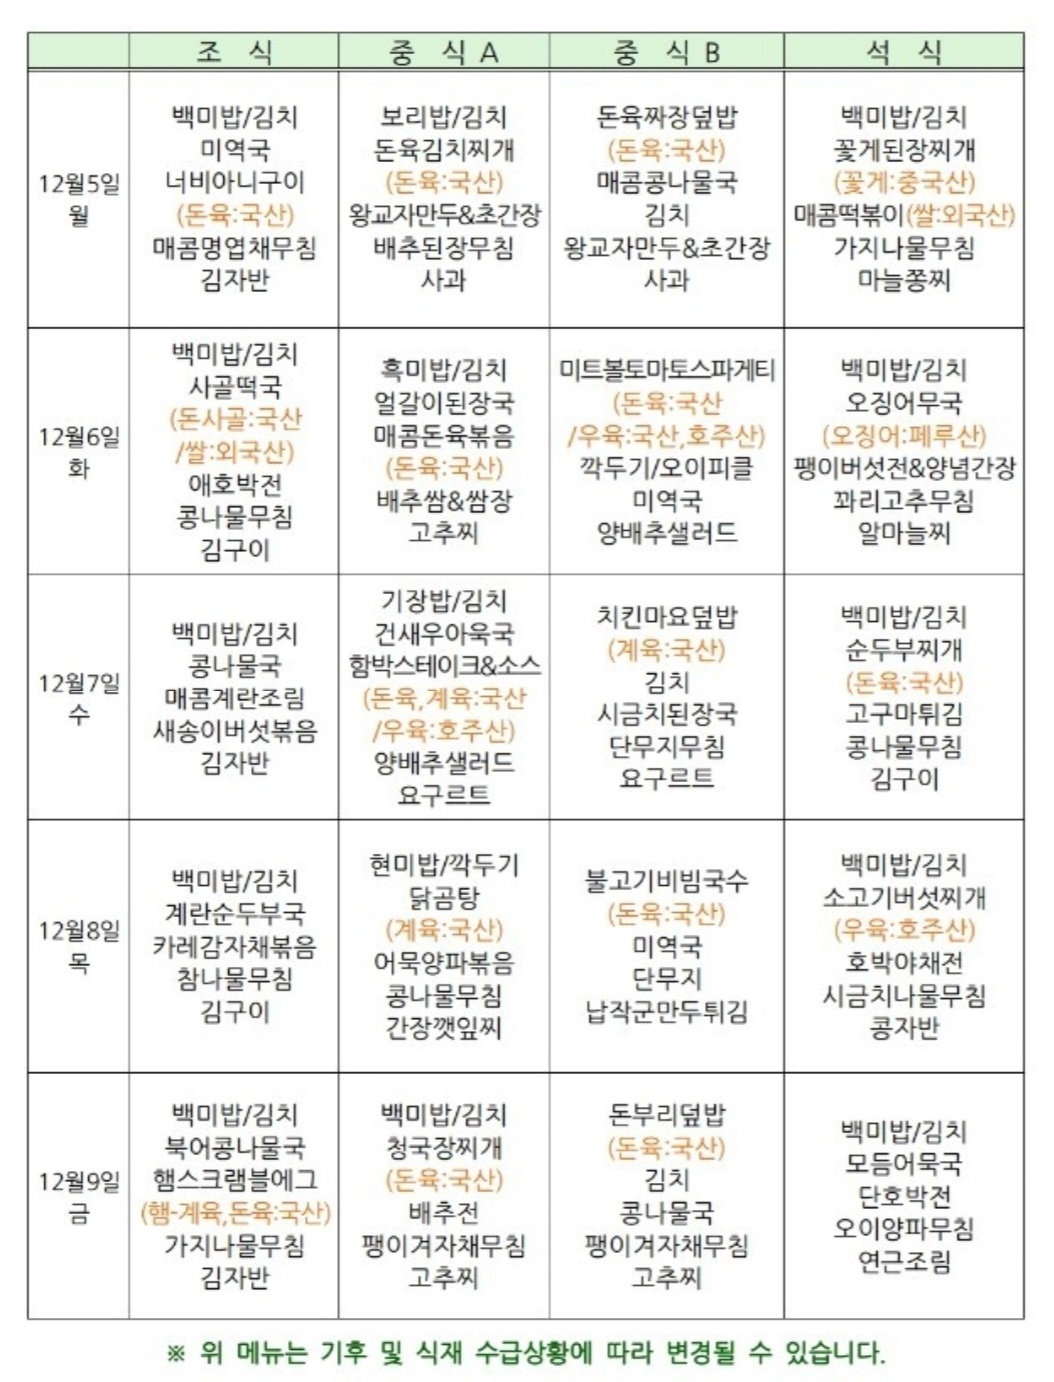 조 식
중 식 A
중 식 B
석 식
12월5일
월
백미밥/김치
미역국
너비아니구이
(돈육:국산)
매콤명엽채무침
김자반
보리밥/김치
돈육김치찌개
(돈육:국산)
왕교자만두&초간장
배추된장무침
사과
돈육짜장덮밥
(돈육:국산)
매콤콩나물국
김치
왕교자만두&초간장
사과
백미밥/김치
꽃게된장찌개
(꽃게:중국산)
매콤떡볶이(쌀:외국산)
가지나물무침
마늘쫑찌
12월6일
화
백미밥/김치
사골떡국
(돈사골:국산
/쌀:외국산)
애호박전
콩나물무침
김구이
흑미밥/김치
얼갈이된장국
매콤돈육볶음
(돈육:국산)
배추쌈&쌈장
고추찌
미트볼토마토스파게티
(돈육:국산
/우육:국산,호주산)
깍두기/오이피클
미역국
양배추샐러드
백미밥/김치
오징어무국
(오징어:페루산)
팽이버섯전&양념간장
꽈리고추무침
알마늘찌
12월7일
수
백미밥/김치
콩나물국
매콤계란조림
새송이버섯볶음
김자반
기장밥/김치
건새우아욱국
함박스테이크&소스
(돈육,계육:국산
/우육:호주산)
양배추샐러드
요구르트
치킨마요덮밥
(계육:국산)
김치
시금치된장국
단무지무침
요구르트
백미밥/김치
순두부찌개
(돈육:국산)
고구마튀김
콩나물무침
김구이
12월8일
목
백미밥/김치
계란순두부국
카레감자채볶음
참나물무침
김구이
현미밥/깍두기
닭곰탕
(계육:국산)
어묵양파볶음
콩나물무침
간장깻잎찌
불고기비빔국수
(돈육:국산)
미역국
단무지
납작군만두튀김
백미밥/김치
소고기버섯찌개
(우육:호주산)
호박야채전
시금치나물무침
콩자반
12월9일
금
백미밥/김치
북어콩나물국
햄스크램블에그
(햄-계육,돈육:국산)
가지나물무침
김자반
백미밥/김치
청국장찌개
(돈육:국산)
배추전
팽이겨자채무침
고추찌
돈부리덮밥
(돈육:국산)
김치
콩나물국
팽이겨자채무침
고추찌
백미밥/김치
모듬어묵국
단호박전
오이양파무침
연근조림
※ 위 메뉴는 기후 및 식재 수급상황에 따라 변경될 수 있습니다.